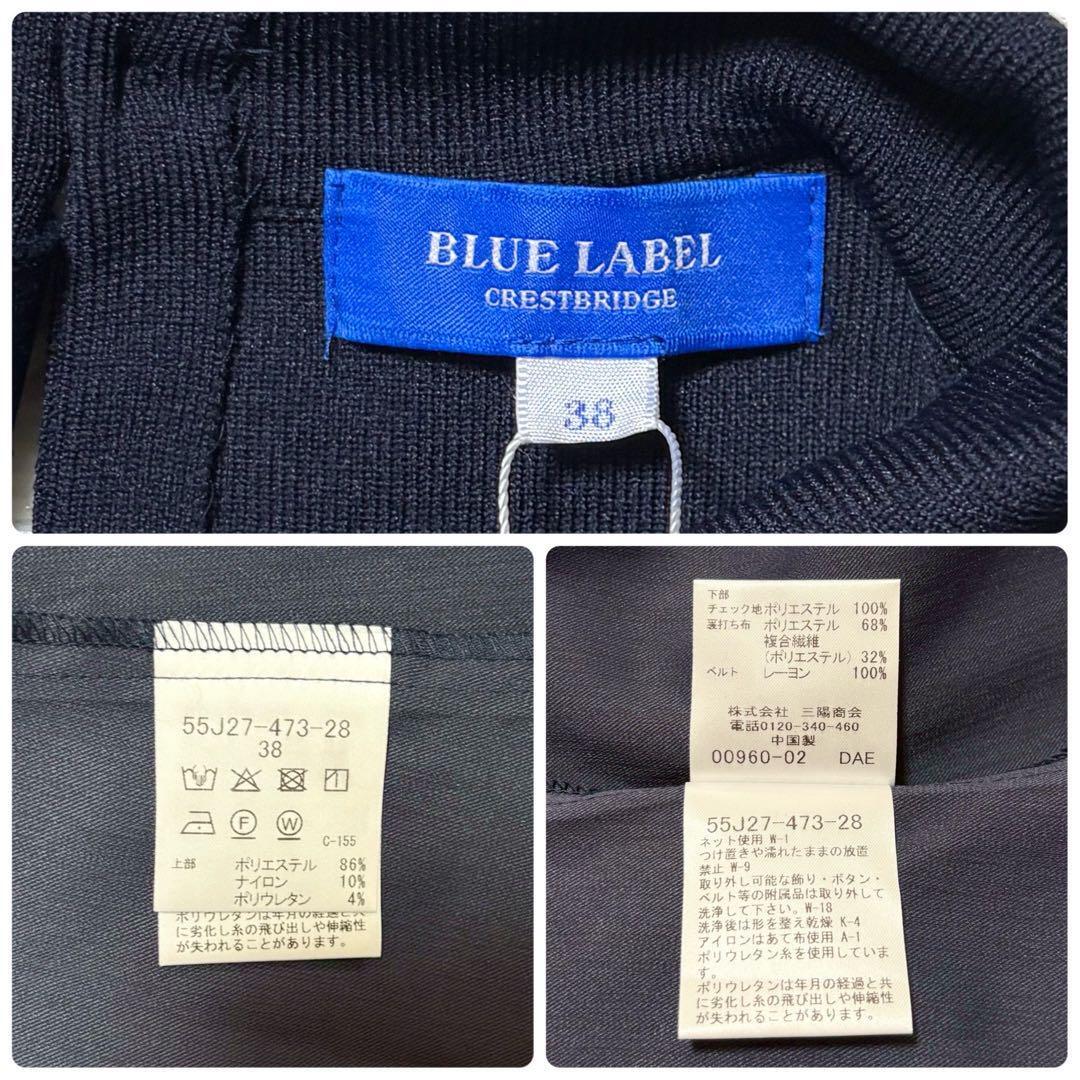 BLUE LABEL
CRESTBRIDGE
38
55J27-473-28
38
F W
C-155
上部 ポリエステル 86%
ナイロン 10%
ポリウレタン 4%
ポリウレタンは年月の経過と共
に劣化し糸の飛び出しや伸縮性
が失われることがあります。
下部
チェック地 ポリエステル 100%
裏打ち布 ポリエステル 68%
複合繊維
(ポリエステル) 32%
ベルト レーヨン 100%
株式会社 三陽商会
電話0120-340-460
中国製
00960-02 DAE
55J27-473-28
ネット使用 W-1
つけ置きや濡れたままの放置
禁止 W-9
取り外し可能な飾り・ボタン・
ベルト等の附属品は取り外して
洗浄して下さい。W-18
洗浄後は形を整え乾燥 K-4
アイロンはあて布使用 A-1
ポリウレタン糸を使用していま
す。
ポリウレタンは年月の経過と共
に劣化し糸の飛び出しや伸縮性
が失われることがあります。